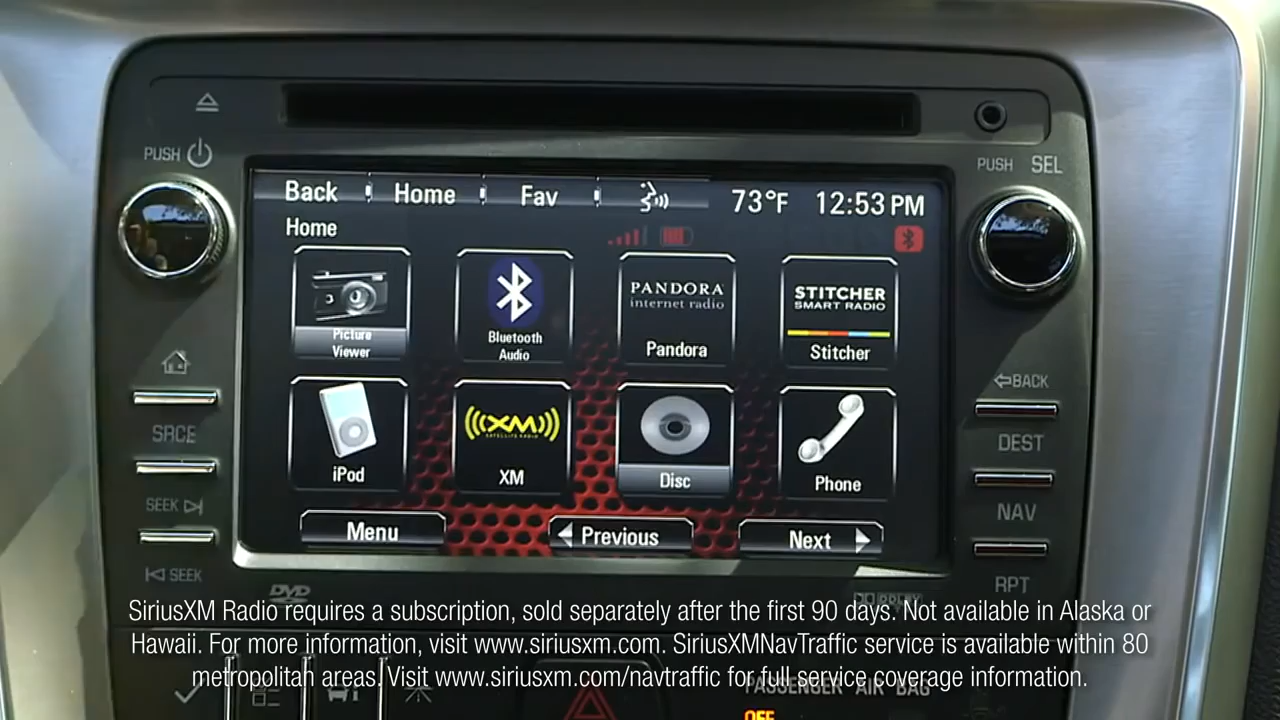 PUSH
PUSH SEL
Back Home Fav 73°F 12:53 PM
Home
Picture
Viewer
Bluetooth
Audio
PANDORA
internet radio
Pandora
STITCHER
SMART RADIO
Stitcher
iPod
((XM))
SATELLITE RADIO
XM
Disc
Phone
Menu
Previous
Next
SRCE
SEEK
SEEK
BACK
DEST
NAV
RPT
DVD
SiriusXM Radio requires a subscription, sold separately after the first 90 days. Not available in Alaska or
Hawaii. For more information, visit www.siriusxm.com. SiriusXMNavTraffic service is available within 80
metropolitan areas. Visit www.siriusxm.com/navtraffic for full service coverage information.
PASSENGER AIR BAG
OFF